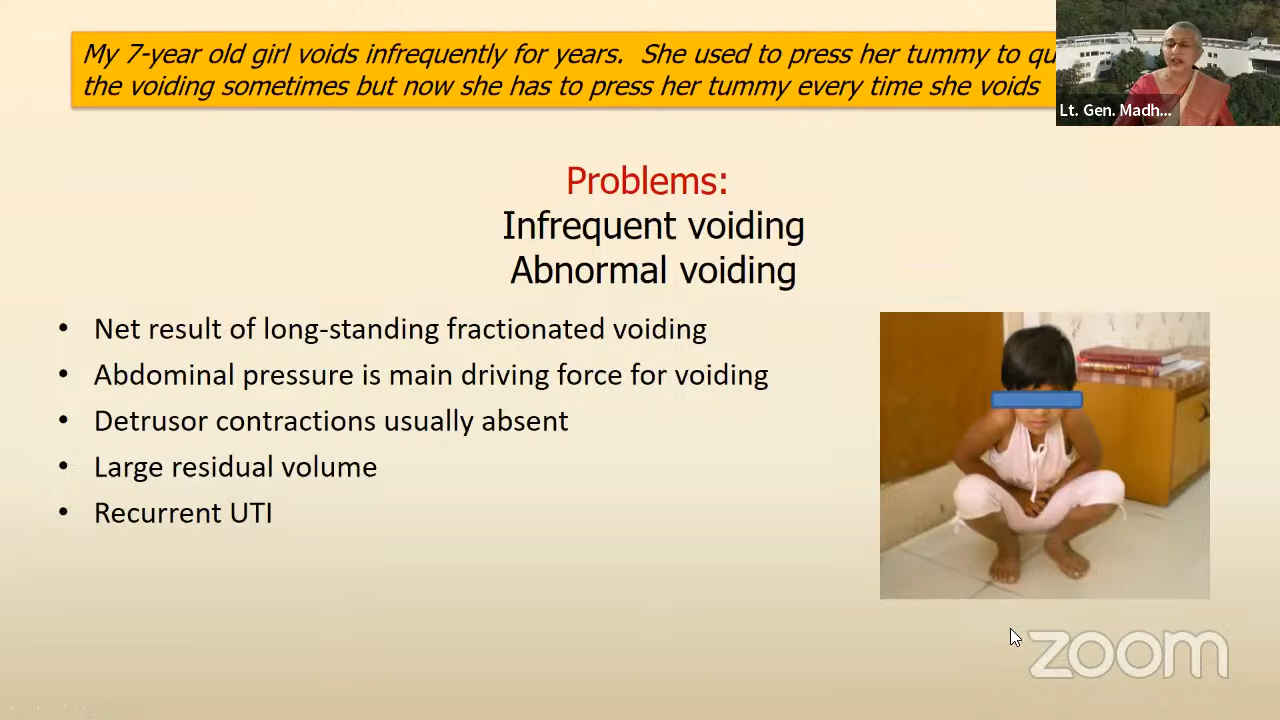 My 7-year old girl voids infrequently for years. She used to press her tummy to
the voiding sometimes but now she has to press her tummy every time she voids
Lt. Gen. Madh...
Problems:
Infrequent voiding
Abnormal voiding
• Net result of long-standing fractionated voiding
• Abdominal pressure is main driving force for voiding
• Detrusor contractions usually absent
• Large residual volume
• Recurrent UTI
zoom